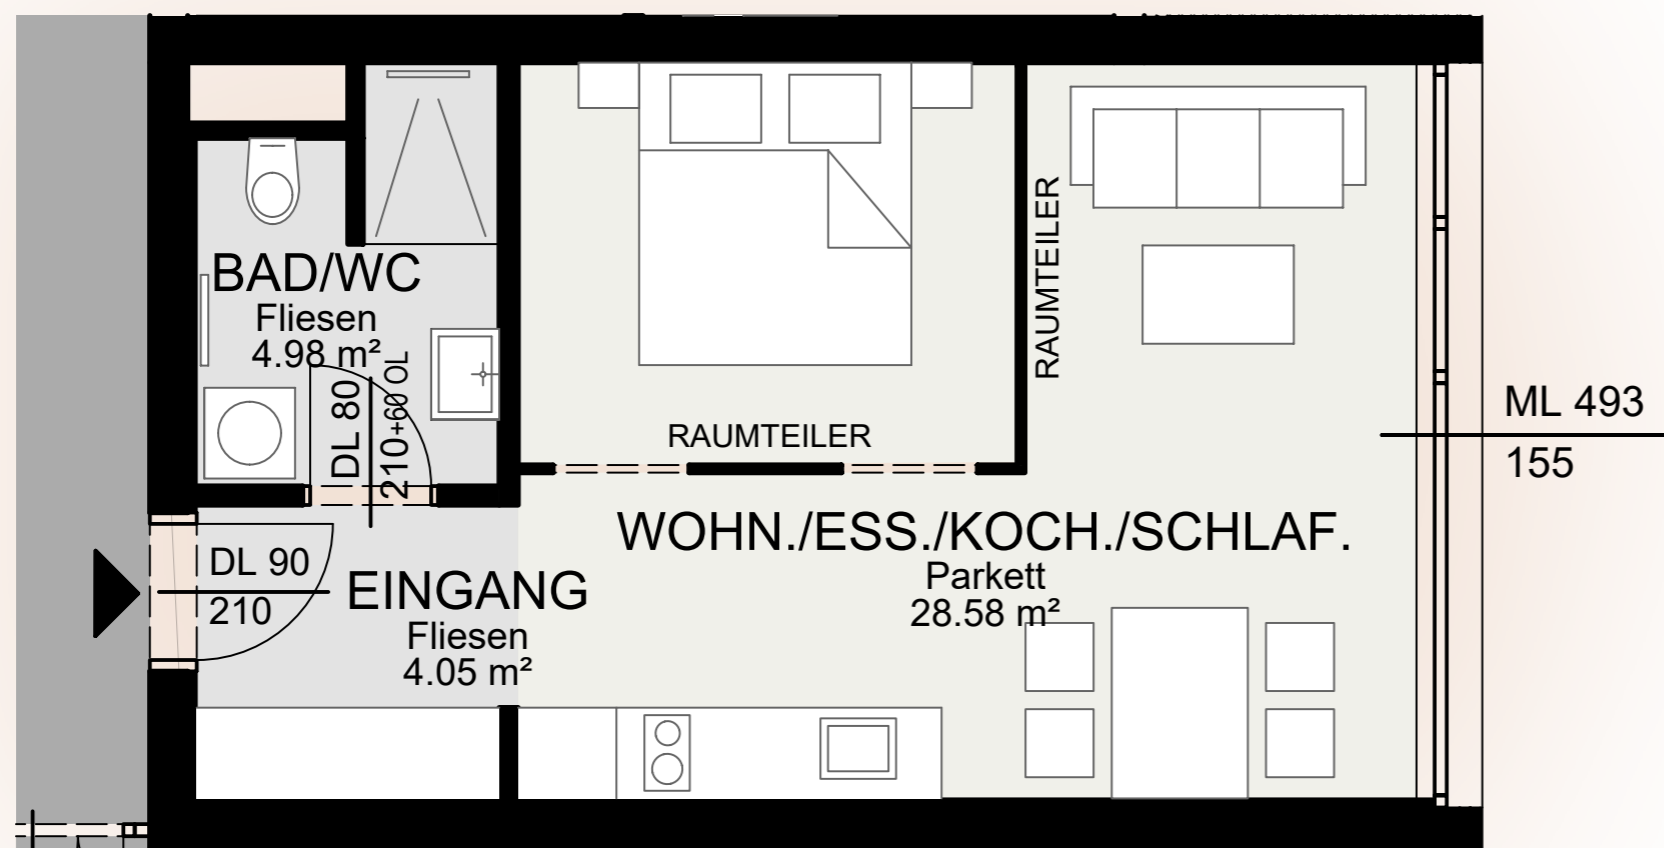 BAD/WC
Fliesen
4.98 m²
DL 80
210+60 OL
RAUMTEILER
RAUMTEILER
ML 493
155
DL 90
210
EINGANG
Fliesen
4.05 m²
WOHN./ESS./KOCH./SCHLAF.
Parkett
28.58 m²